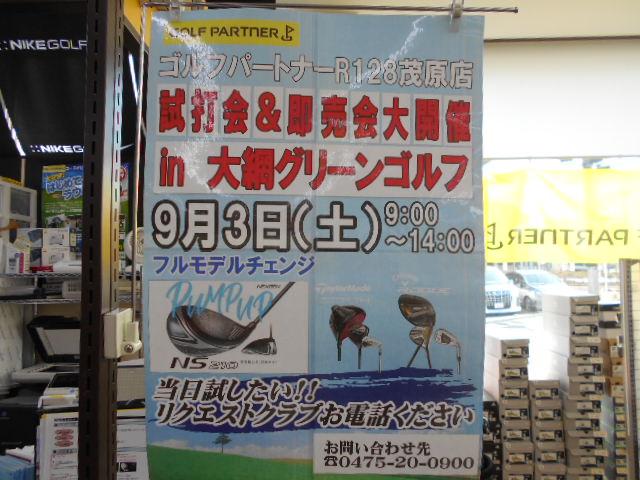 GOLF PARTNER
ゴルフパートナーR128茂原店
試打会&即売会大開催
in 大網グリーンゴルフ
9月3日(土) 9:00
～14:00
フルモデルチェンジ
PUMP UP
NS 210
TaylorMade
当日試したい!!
リクエストクラブお電話ください
お問い合わせ先
☎0475-20-0900
::NIKEGOLF
::NIKEG
PARTNER